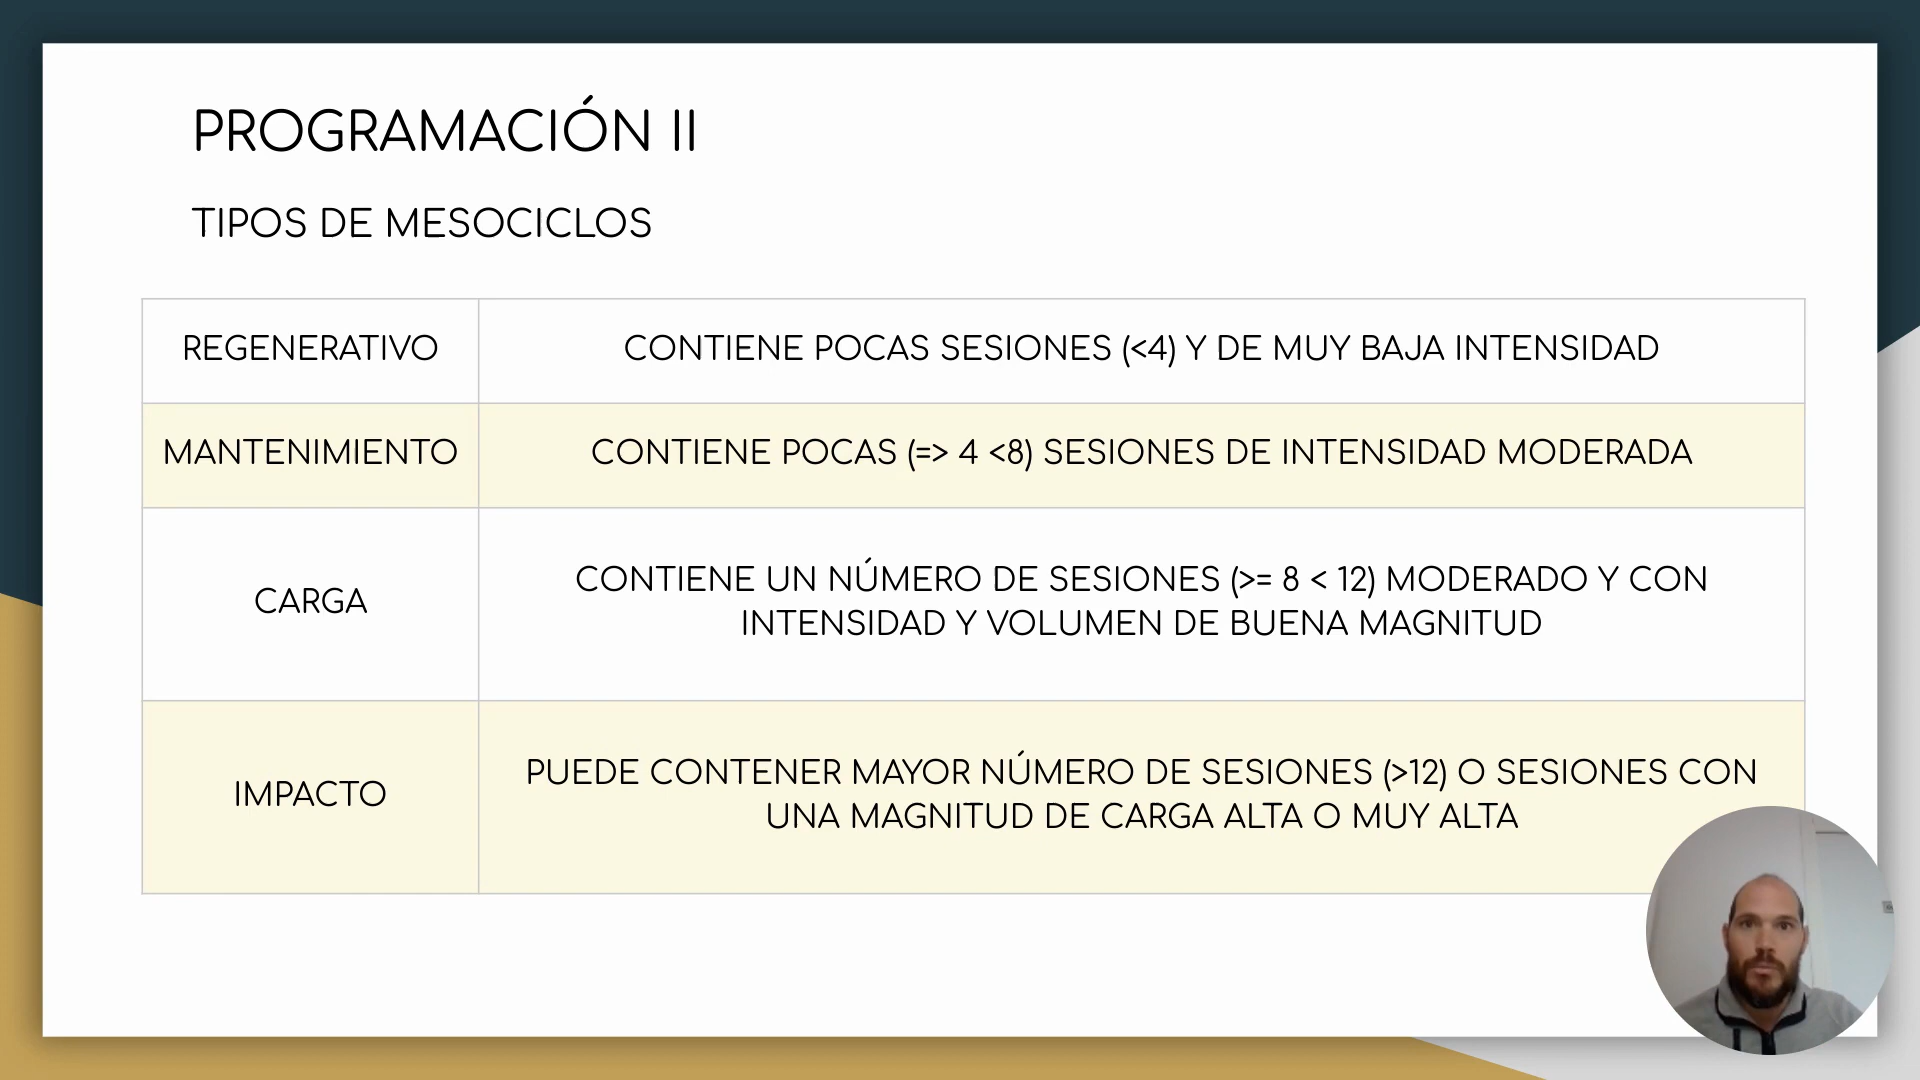 PROGRAMACIÓN II
TIPOS DE MESOCICLOS
REGENERATIVO
CONTIENE POCAS SESIONES (<4) Y DE MUY BAJA INTENSIDAD
MANTENIMIENTO
CONTIENE POCAS (=> 4 <8) SESIONES DE INTENSIDAD MODERADA
CARGA
CONTIENE UN NÚMERO DE SESIONES (>= 8 < 12) MODERADO Y CON
INTENSIDAD Y VOLUMEN DE BUENA MAGNITUD
IMPACTO
PUEDE CONTENER MAYOR NÚMERO DE SESIONES (>12) O SESIONES CON
UNA MAGNITUD DE CARGA ALTA O MUY ALTA